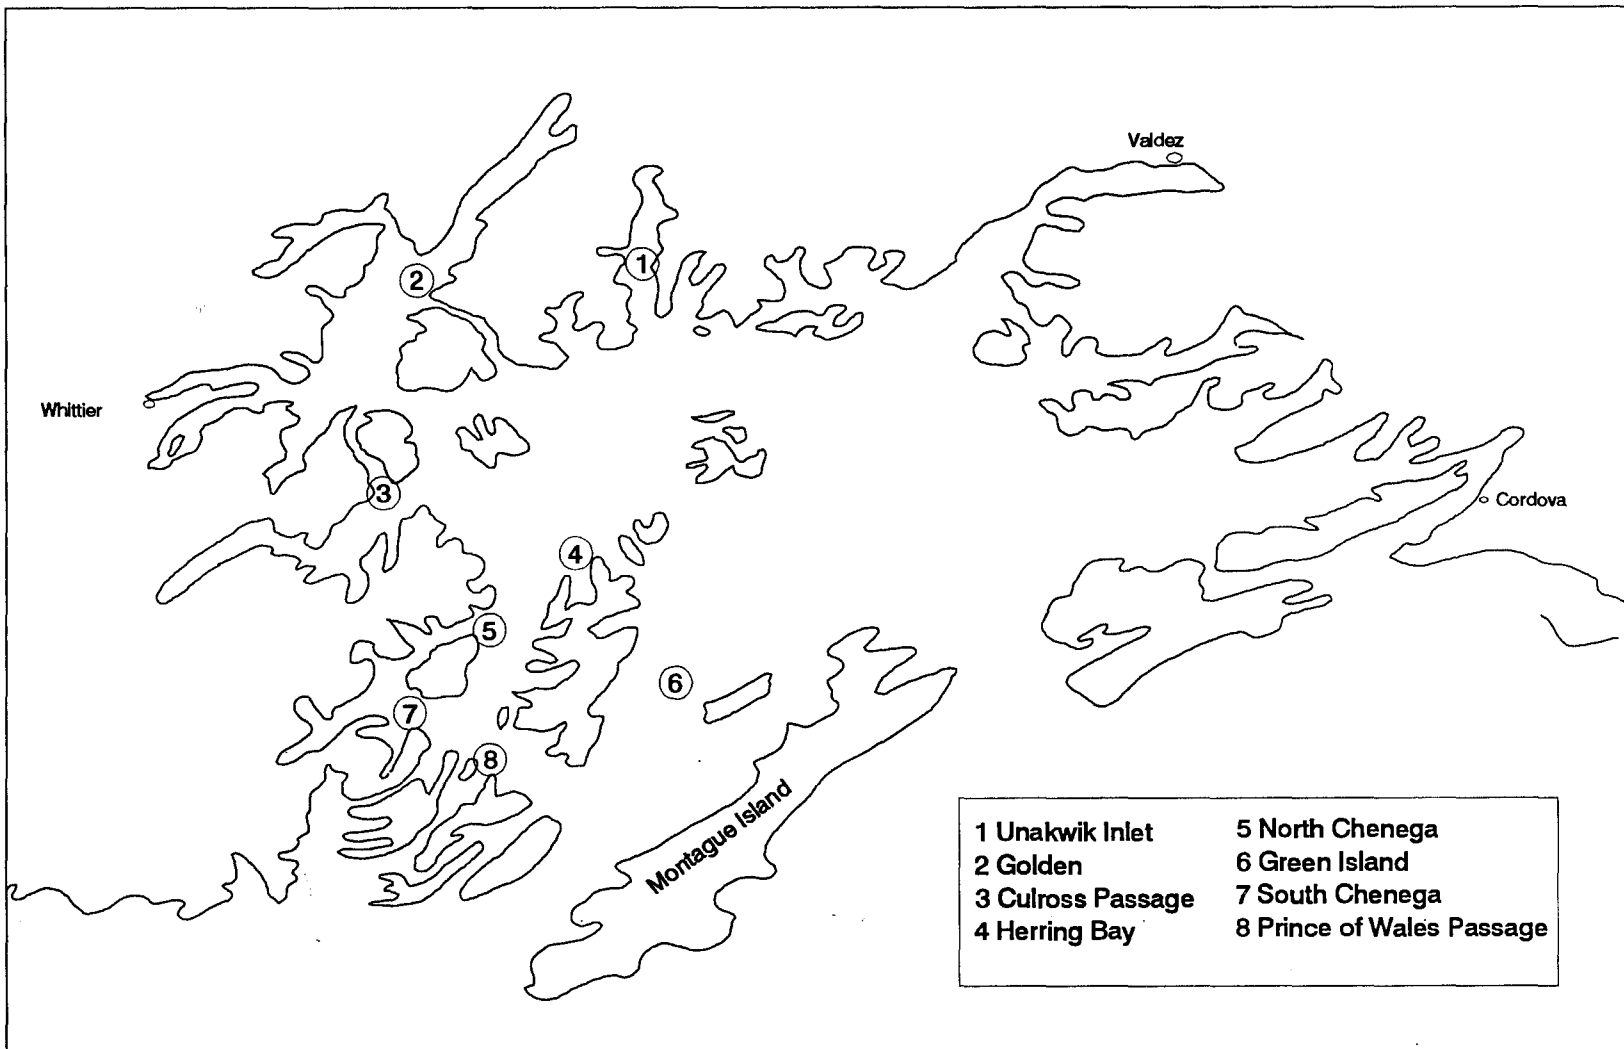 Valdez
1
2
Whittier
3
Cordova
4
5
6
7
8
Montague Island
1 Unakwik Inlet
2 Golden
3 Culross Passage
4 Herring Bay
5 North Chenega
6 Green Island
7 South Chenega
8 Prince of Wales Passage